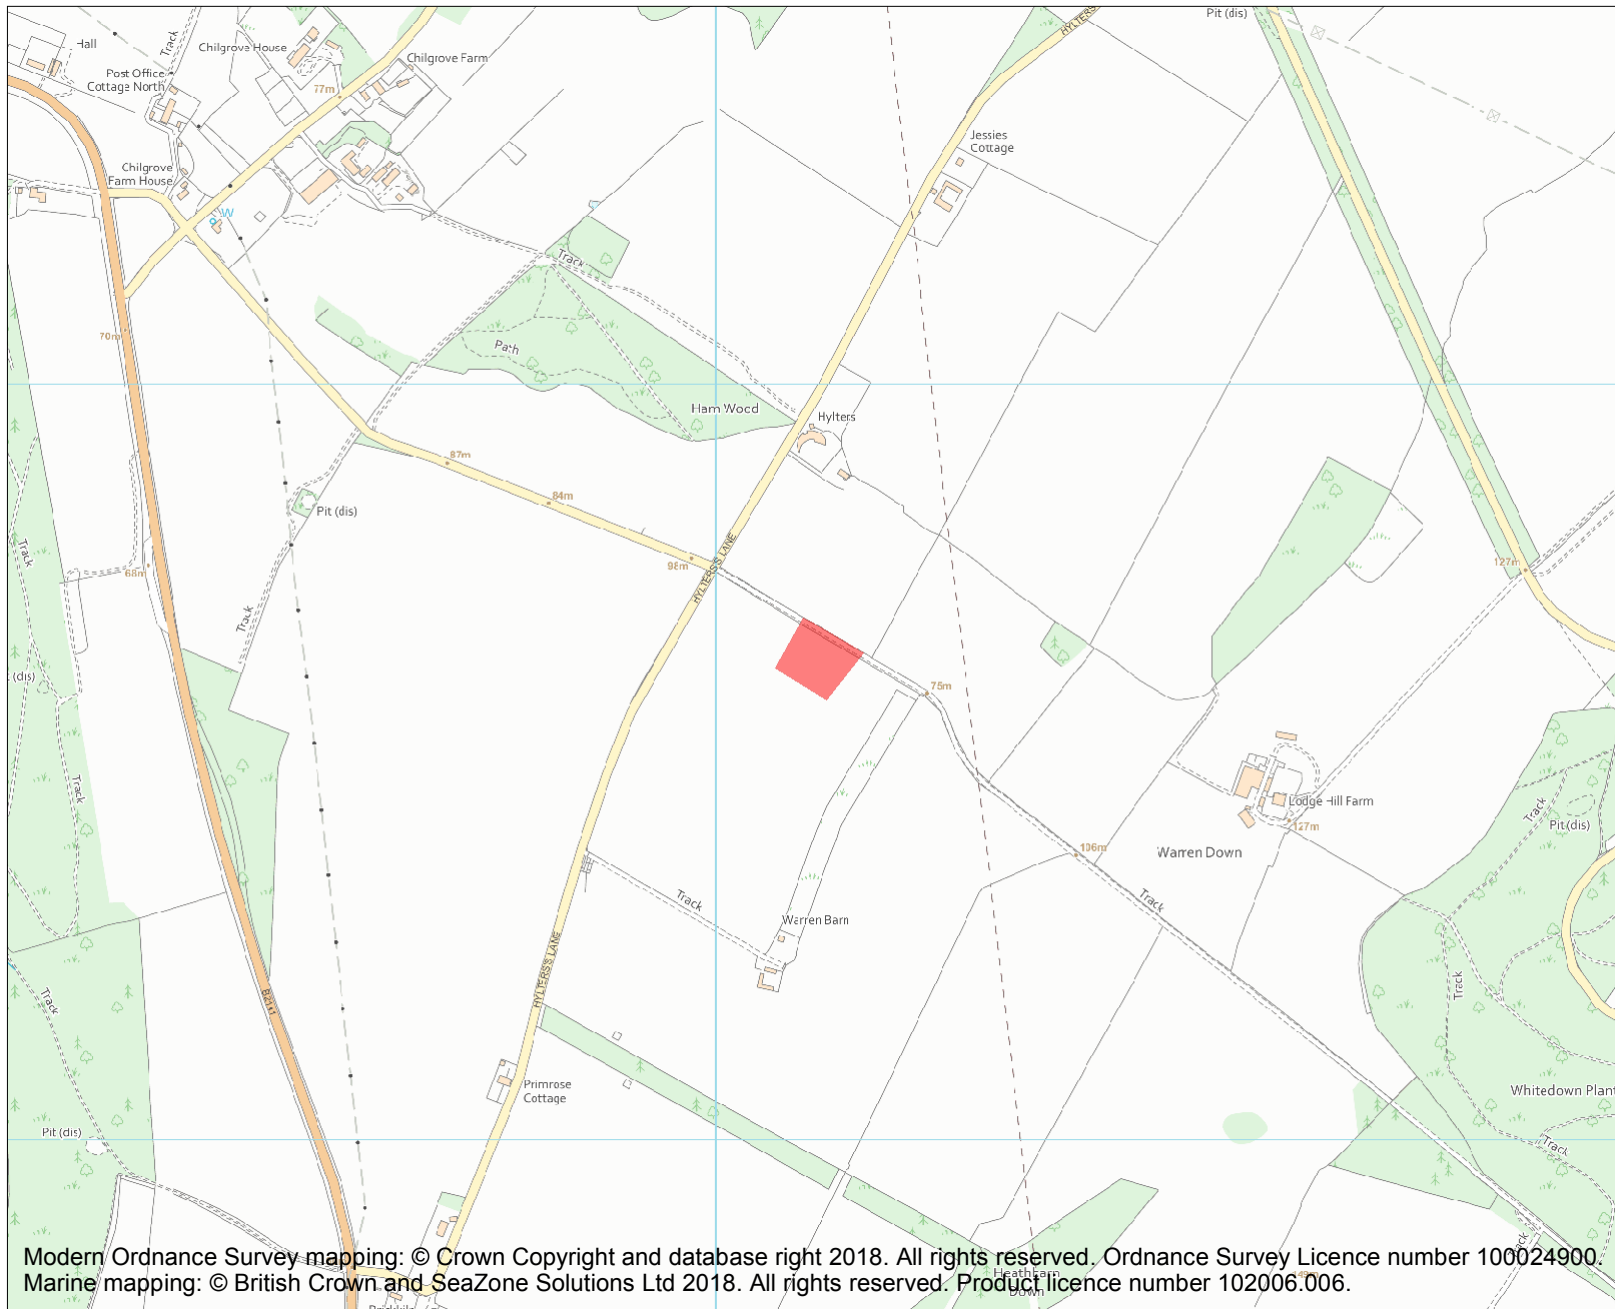 Pit (dis)
HYLTERS
Hall
Track
Chilgrove House
Chilgrove Farm
Post Office
Cottage North
77m
Jessies
Cottage
Chilgrove
Farm House
W
Track
70m
Path
Ham Wood
Hylters
87m
84m
Pit (dis)
98m
HYLTERS'S LANE
127m
Track
68m
Track
(dis)
75m
Track
Lodge Hill Farm
127m
Track
Pit (dis)
106m
Warren Down
Track
Track
Warren Barn
HYLTERS'S LANE
Track
Track
B2141
Primrose
Cottage
Whitedown Plant
Pit (dis)
Track
Modern Ordnance Survey mapping: © Crown Copyright and database right 2018. All rights reserved. Ordnance Survey Licence number 100024900.
Marine mapping: © British Crown and SeaZone Solutions Ltd 2018. All rights reserved. Product licence number 102006.006.
Heathbarn
Down